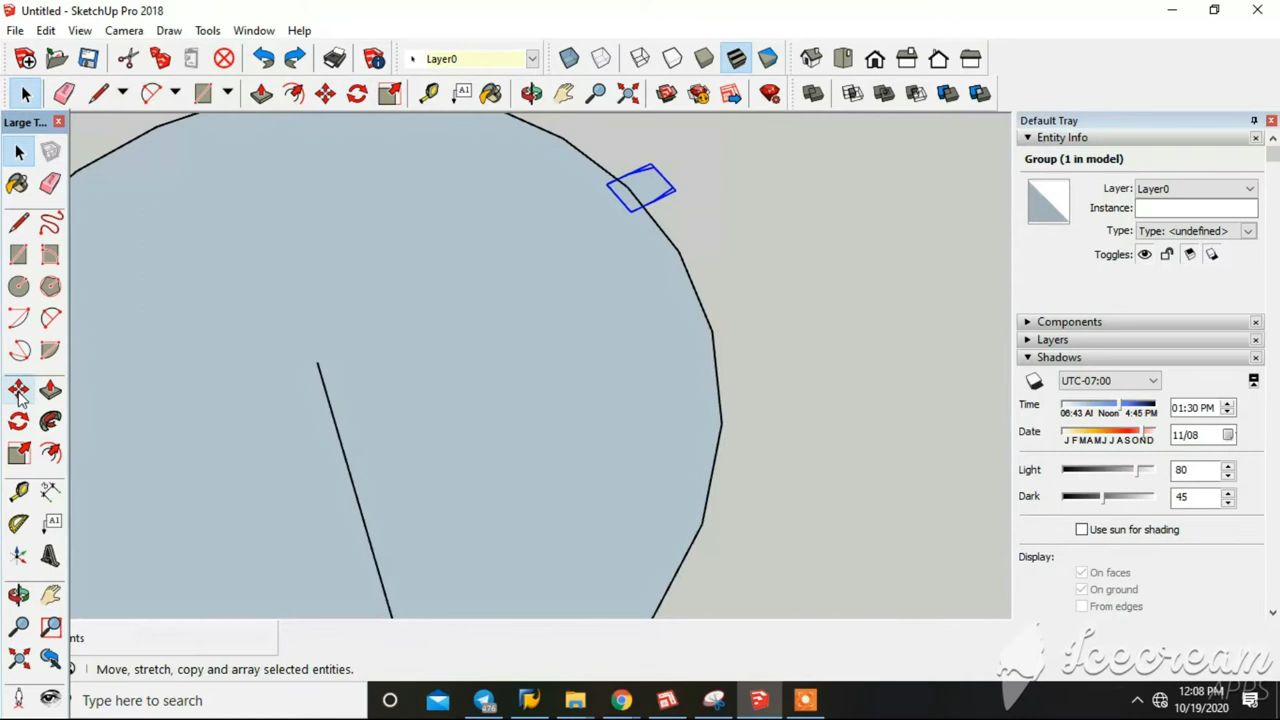 Untitled - SketchUp Pro 2018
File Edit View Camera Draw Tools Window Help
Layer0
A1
Large T...
Default Tray
Entity Info
Group (1 in model)
Layer: Layer0
Instance:
Type: Type: <undefined>
Toggles:
A1
Components
Layers
Shadows
UTC-07:00
Time 06:43 AI Noon 4:45 PM 01:30 PM
Date J F M A M J J A S O N D 11/08
Light 80
Dark 45
Use sun for shading
Display:
On faces
On ground
From edges
nts
Move, stretch, copy and array selected entities.
Icecream
APPS
Type here to search
476
12:08 PM
10/19/2020